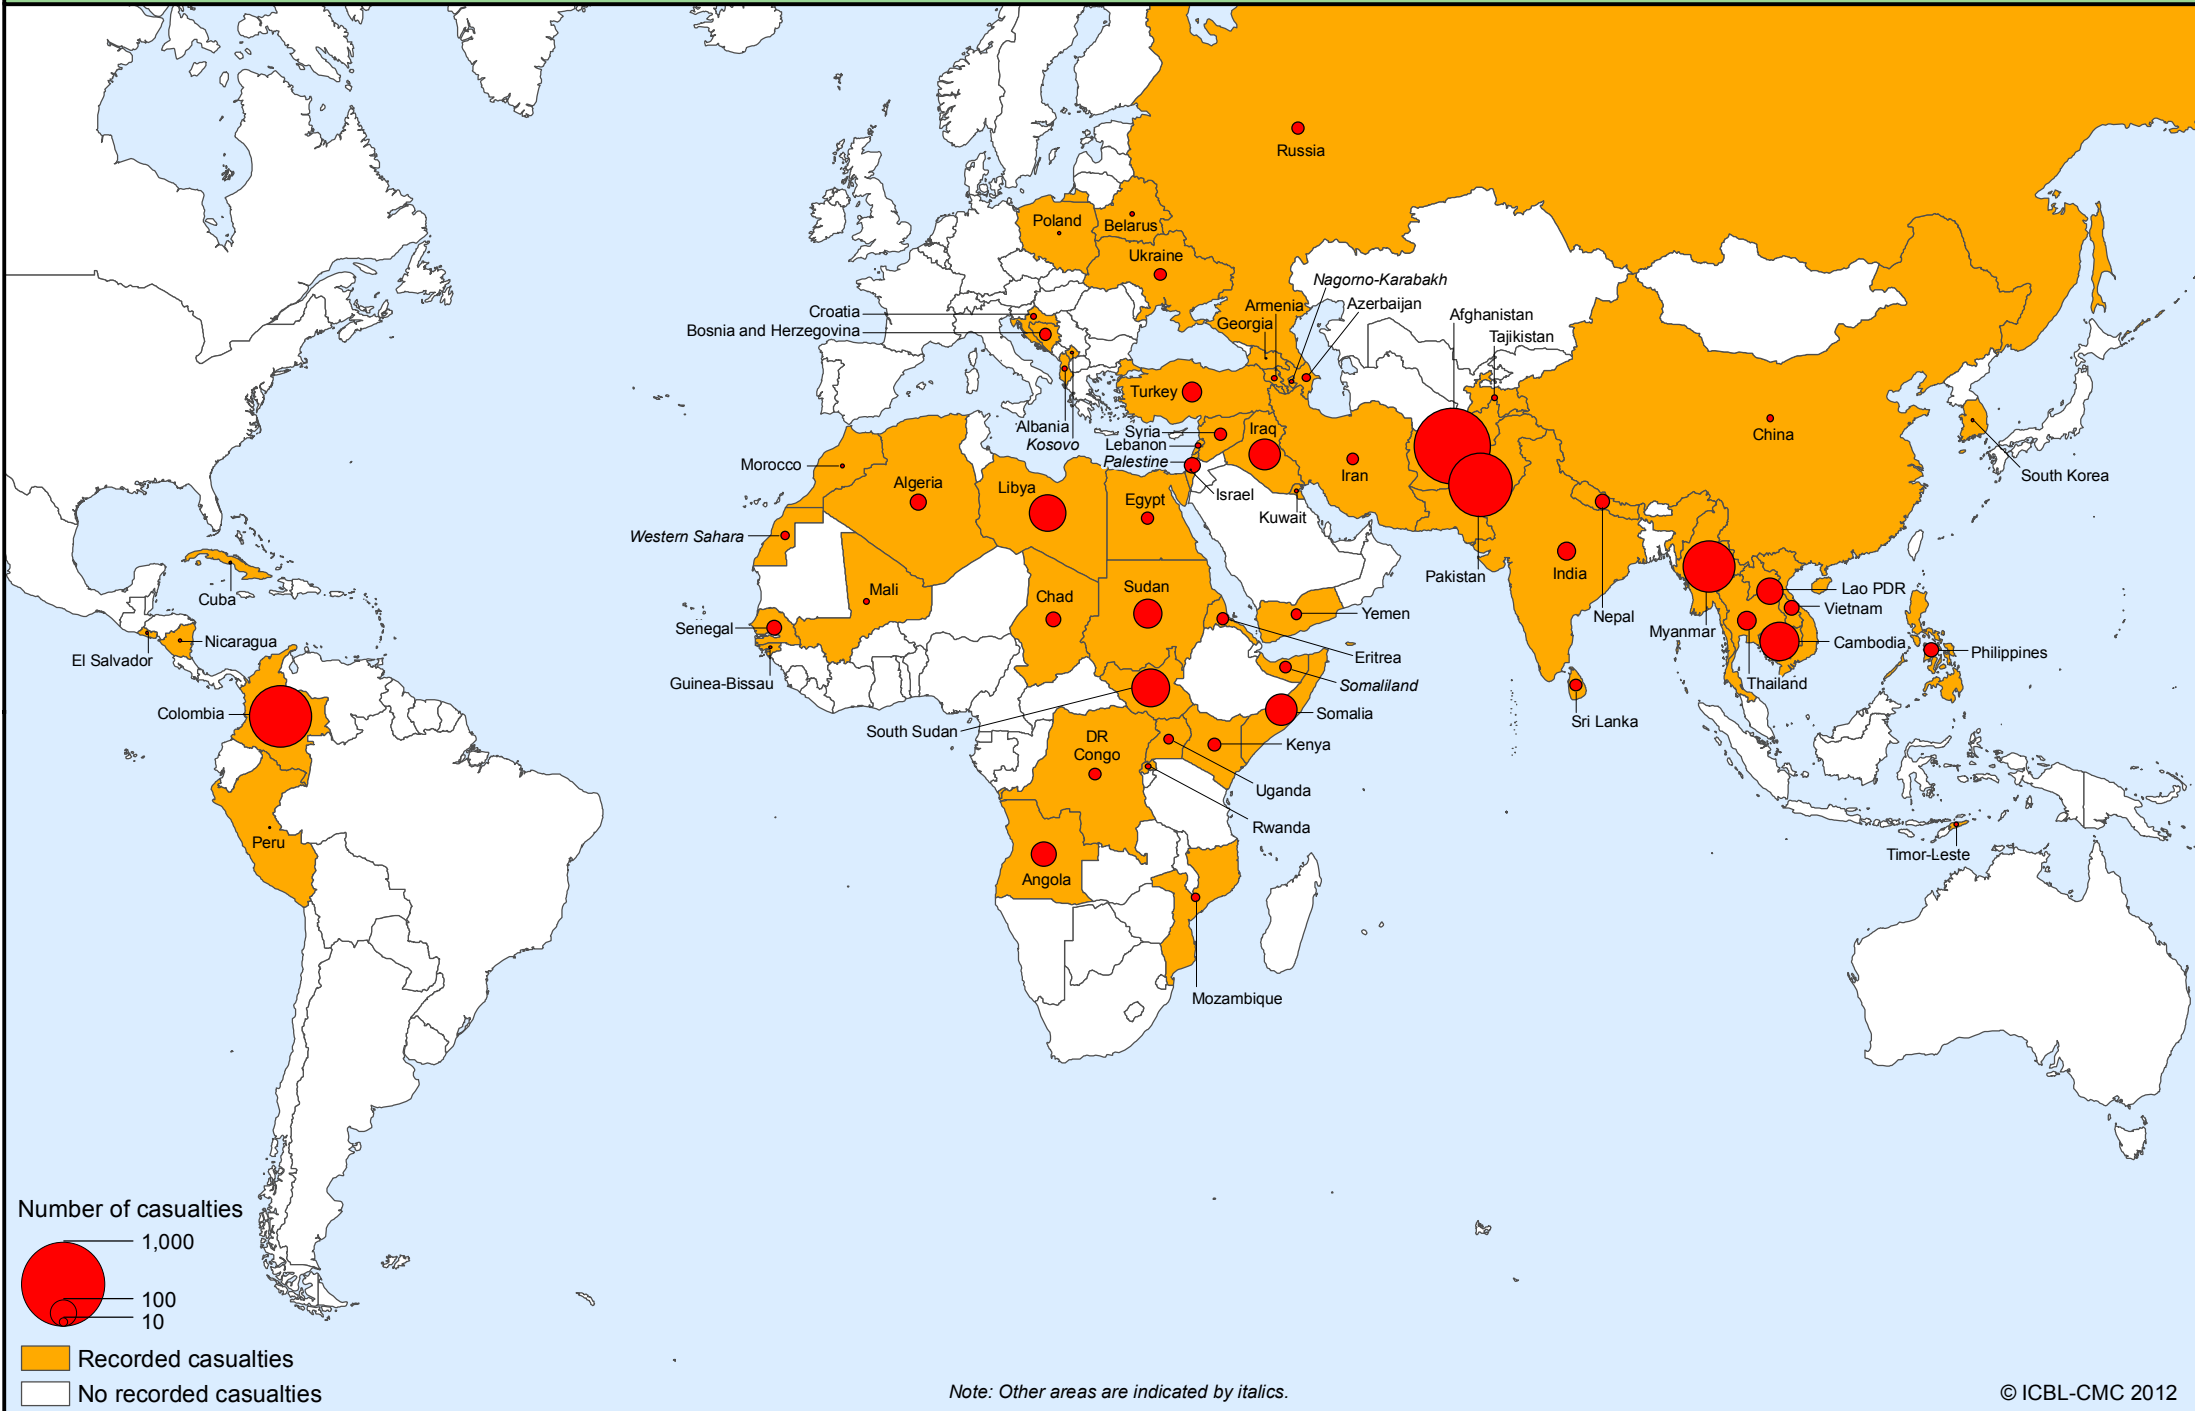 Russia
Poland
Belarus
Ukraine
Nagorno-Karabakh
Armenia
Azerbaijan
Georgia
Croatia
Bosnia and Herzegovina
Afghanistan
Tajikistan
Turkey
Albania
Kosovo
Syria
Lebanon
Palestine
Iraq
Iran
Israel
Kuwait
China
South Korea
Morocco
Algeria
Libya
Egypt
Western Sahara
Pakistan
India
Nepal
Myanmar
Lao PDR
Vietnam
Cambodia
Thailand
Philippines
Sri Lanka
Cuba
Nicaragua
El Salvador
Colombia
Peru
Mali
Chad
Sudan
Yemen
Senegal
Guinea-Bissau
Eritrea
Somaliland
Somalia
South Sudan
Kenya
DR
Congo
Uganda
Rwanda
Angola
Mozambique
Timor-Leste
Number of casualties
1,000
100
10
Recorded casualties
No recorded casualties
Note: Other areas are indicated by italics.
© ICBL-CMC 2012